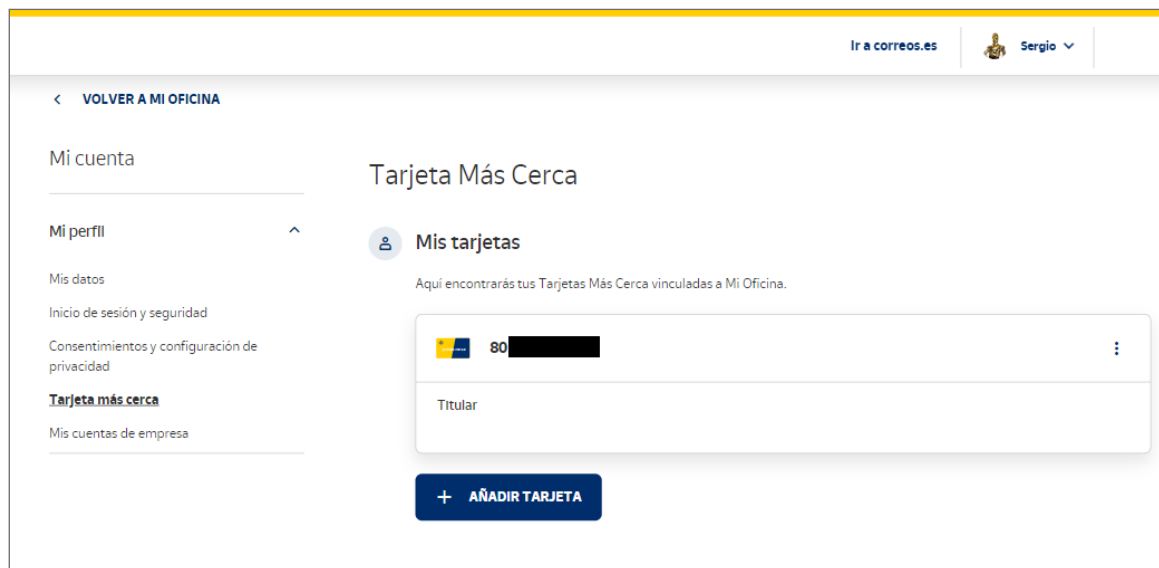 Ir a correos.es
Sergio
VOLVER A MI OFICINA
Mi cuenta
Mi perfil
Mis datos
Inicio de sesión y seguridad
Consentimientos y configuración de
privacidad
Tarjeta más cerca
Mis cuentas de empresa
Tarjeta Más Cerca
Mis tarjetas
Aquí encontrarás tus Tarjetas Más Cerca vinculadas a Mi Oficina.
80
Titular
+ AÑADIR TARJETA